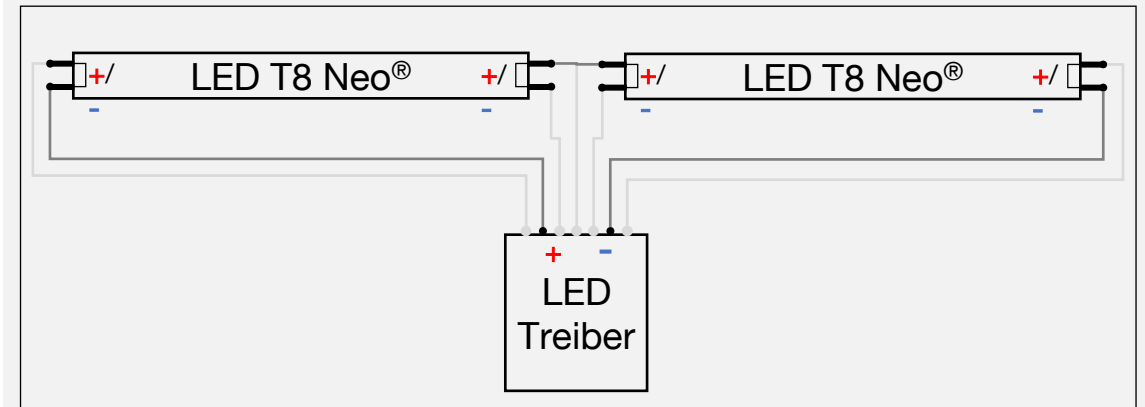 +/ LED T8 Neo® +/ +/ LED T8 Neo® +/
- - - -
+ -
LED
Treiber